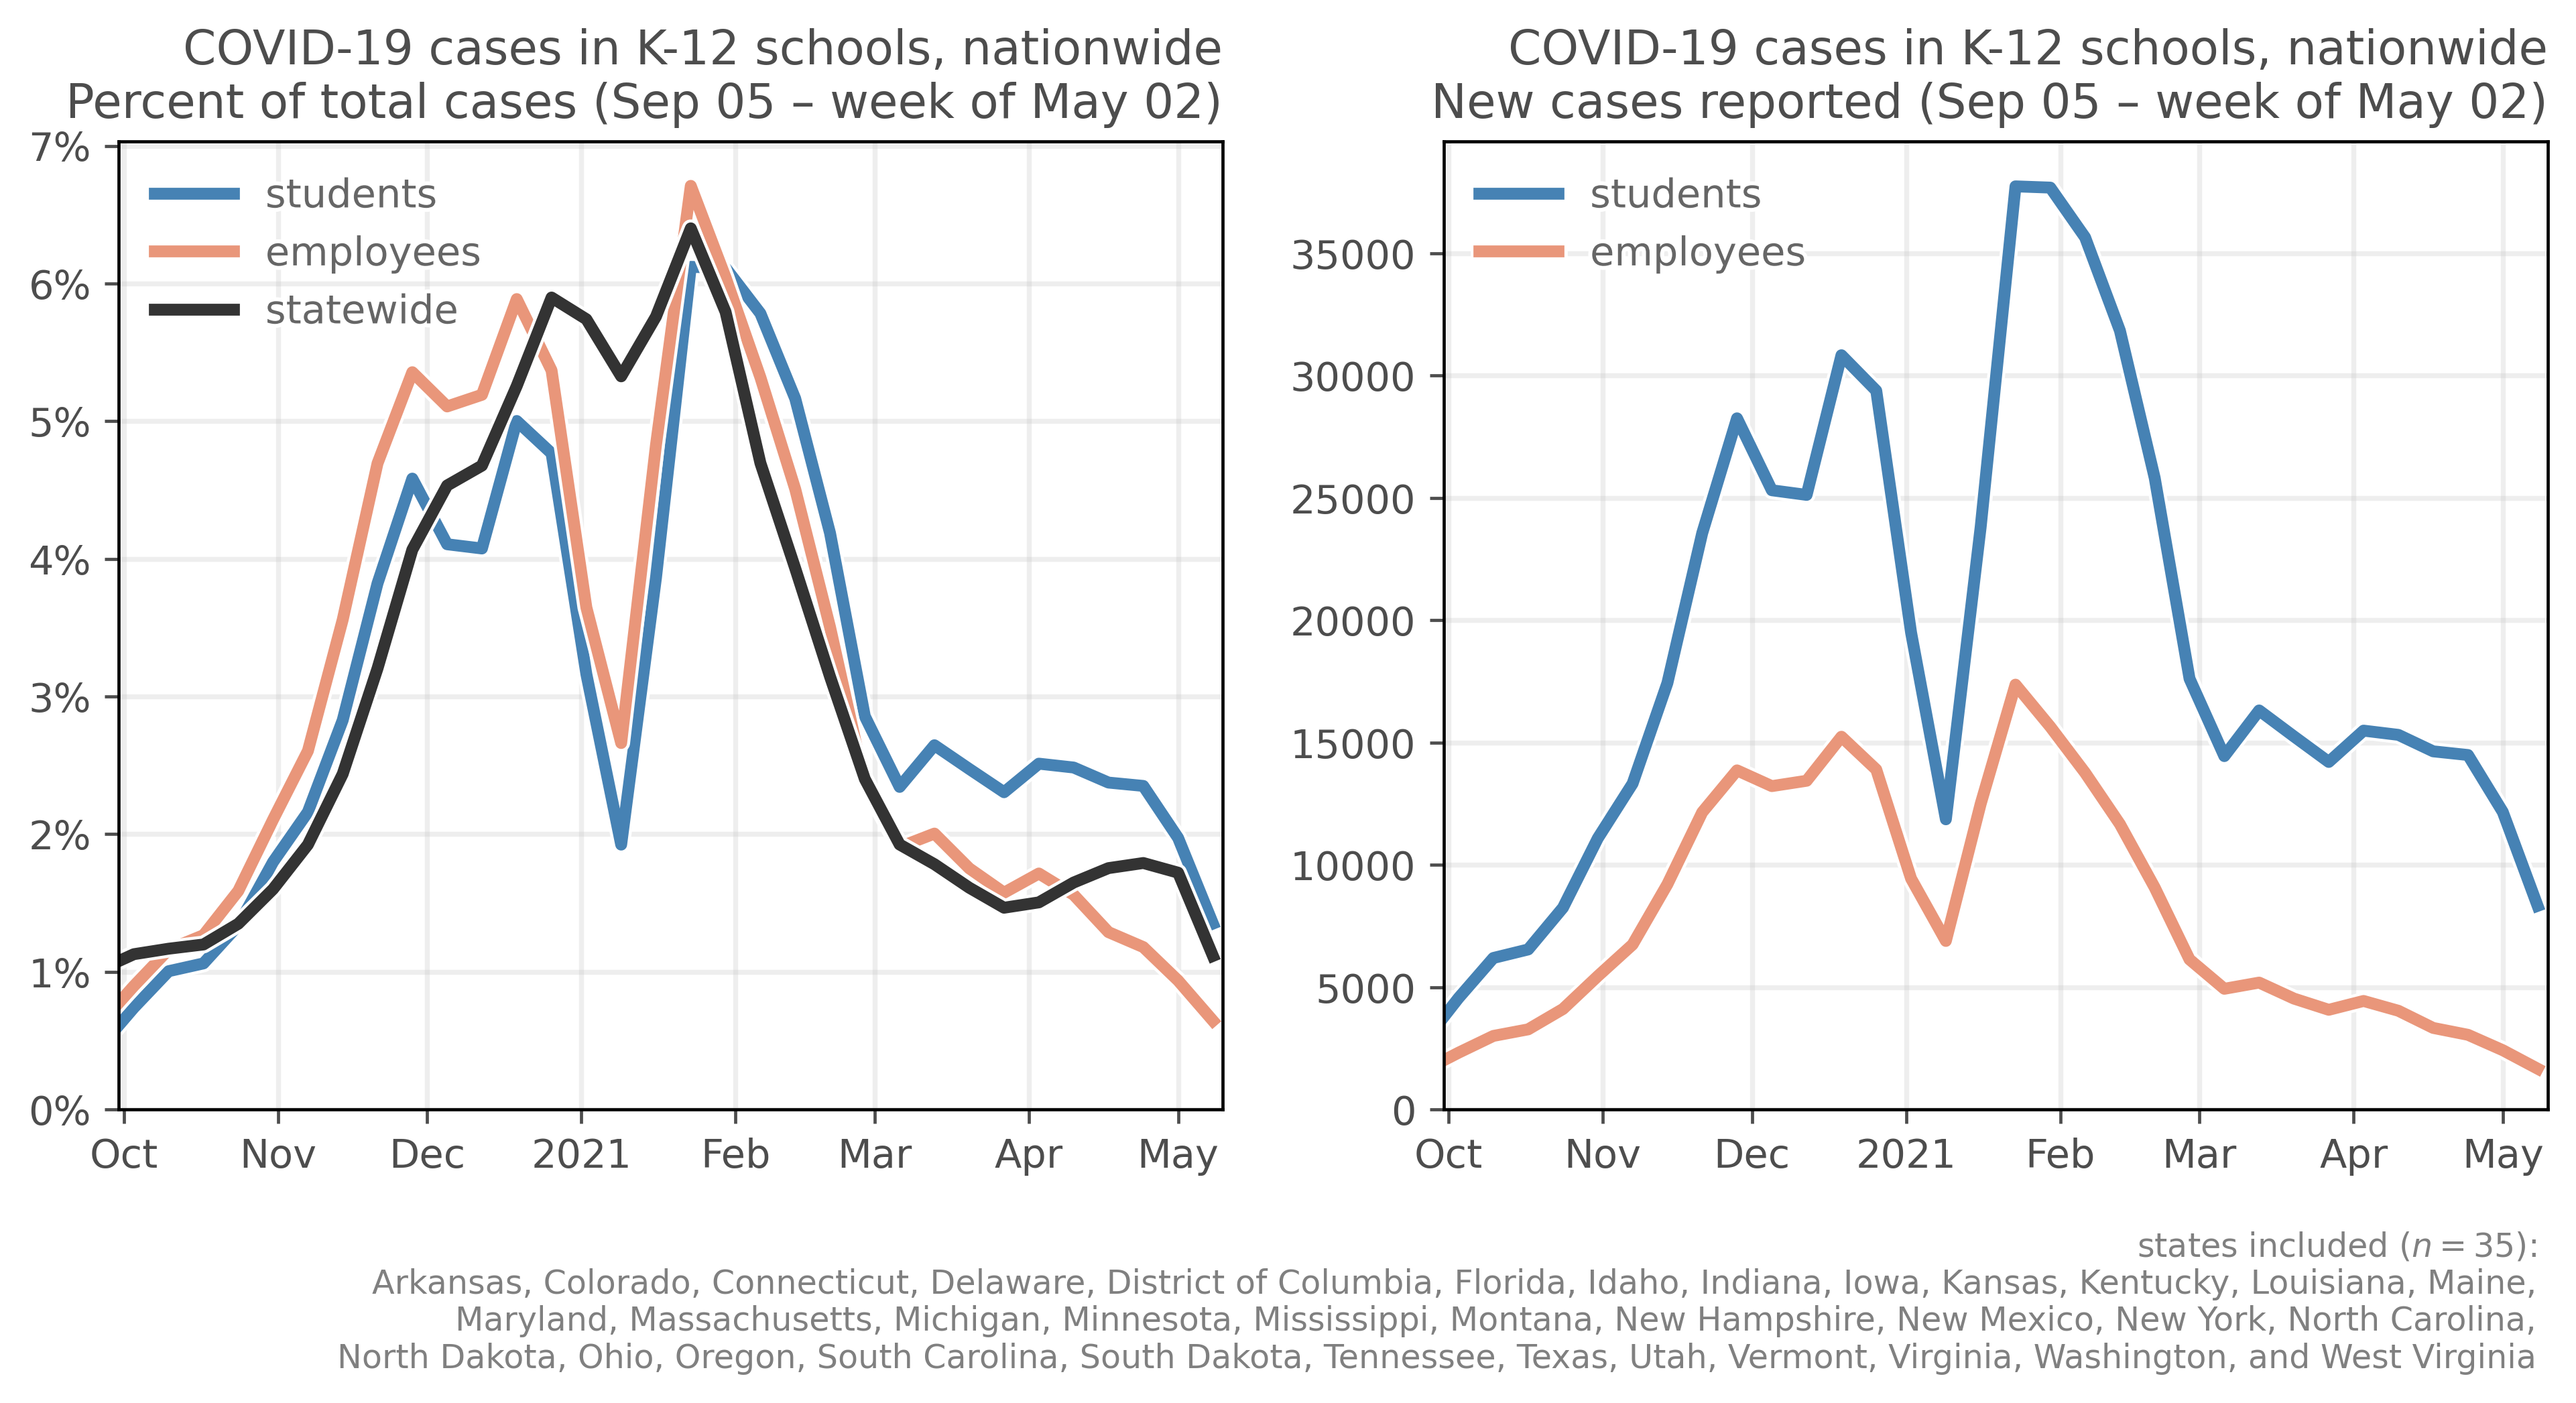 COVID-19 cases in K-12 schools, nationwide
Percent of total cases (Sep 05 – week of May 02)
7%
6%
5%
4%
3%
2%
1%
0%
students
employees
statewide
Oct
Nov
Dec
2021
Feb
Mar
Apr
May
COVID-19 cases in K-12 schools, nationwide
New cases reported (Sep 05 – week of May 02)
35000
30000
25000
20000
15000
10000
5000
0
students
employees
Oct
Nov
Dec
2021
Feb
Mar
Apr
May
states included (n = 35):
Arkansas, Colorado, Connecticut, Delaware, District of Columbia, Florida, Idaho, Indiana, Iowa, Kansas, Kentucky, Louisiana, Maine,
Maryland, Massachusetts, Michigan, Minnesota, Mississippi, Montana, New Hampshire, New Mexico, New York, North Carolina,
North Dakota, Ohio, Oregon, South Carolina, South Dakota, Tennessee, Texas, Utah, Vermont, Virginia, Washington, and West Virginia